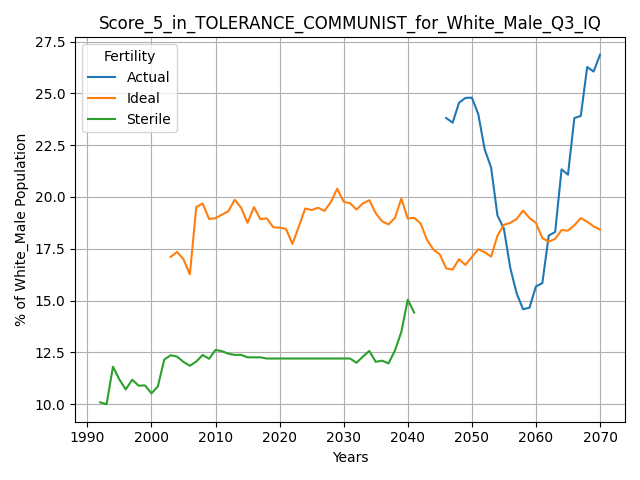 Score_5_in_TOLERANCE_COMMUNIST_for_White_Male_Q3_IQ
27.5
25.0
22.5
20.0
17.5
15.0
12.5
10.0
% of White_Male Population
Fertility
Actual
Ideal
Sterile
1990 2000 2010 2020 2030 2040 2050 2060 2070
Years